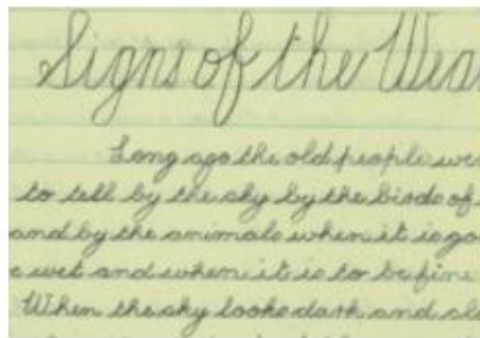 Signs of the Wea
Long ago the old people wer
to tell by the sky by the birds of
and by the animals when it is go
e wet and when it is to be fine
When the sky looks dark and clo